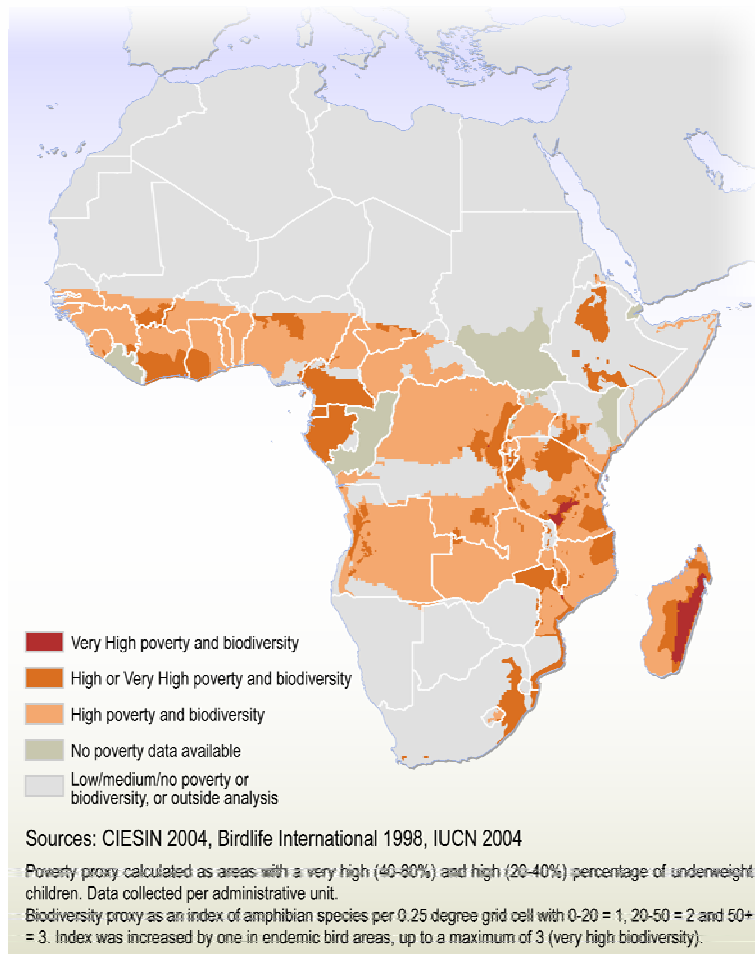 Very High poverty and biodiversity
High or Very High poverty and biodiversity
High poverty and biodiversity
No poverty data available
Low/medium/no poverty or
biodiversity, or outside analysis
Sources: CIESIN 2004, Birdlife International 1998, IUCN 2004
Poverty proxy calculated as areas with a very high (40-80%) and high (20-40%) percentage of underweight
children. Data collected per administrative unit.
Biodiversity proxy as an index of amphibian species per 0.25 degree grid cell with 0-20 = 1, 20-50 = 2 and 50+
= 3. Index was increased by one in endemic bird areas, up to a maximum of 3 (very high biodiversity).